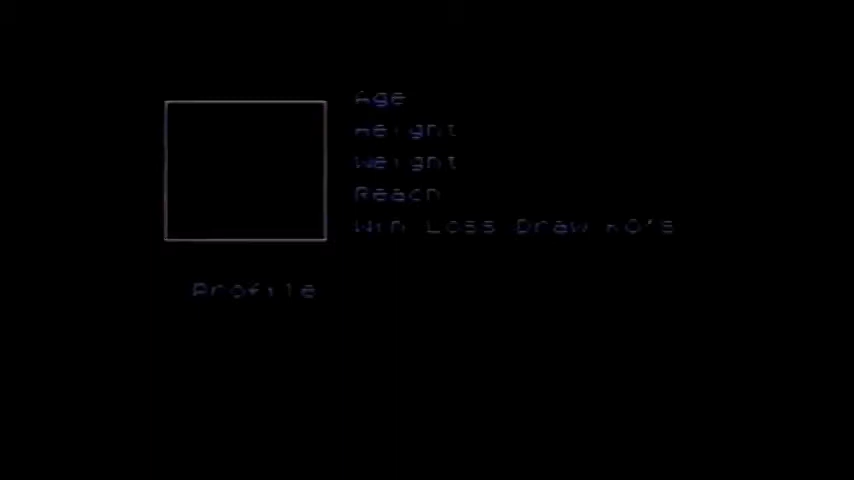 Age
Height
Weight
Reach
Win Loss Draw KO's
Profile